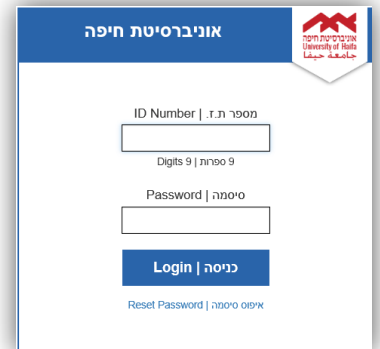 אוניברסיטת חיפה
אוניברסיטת חיפה
University of Haifa
جامعة حيفا
מספר ת.ז. | ID Number
9 ספרות | 9 Digits
סיסמה | Password
כניסה | Login
איפוס סיסמה | Reset Password